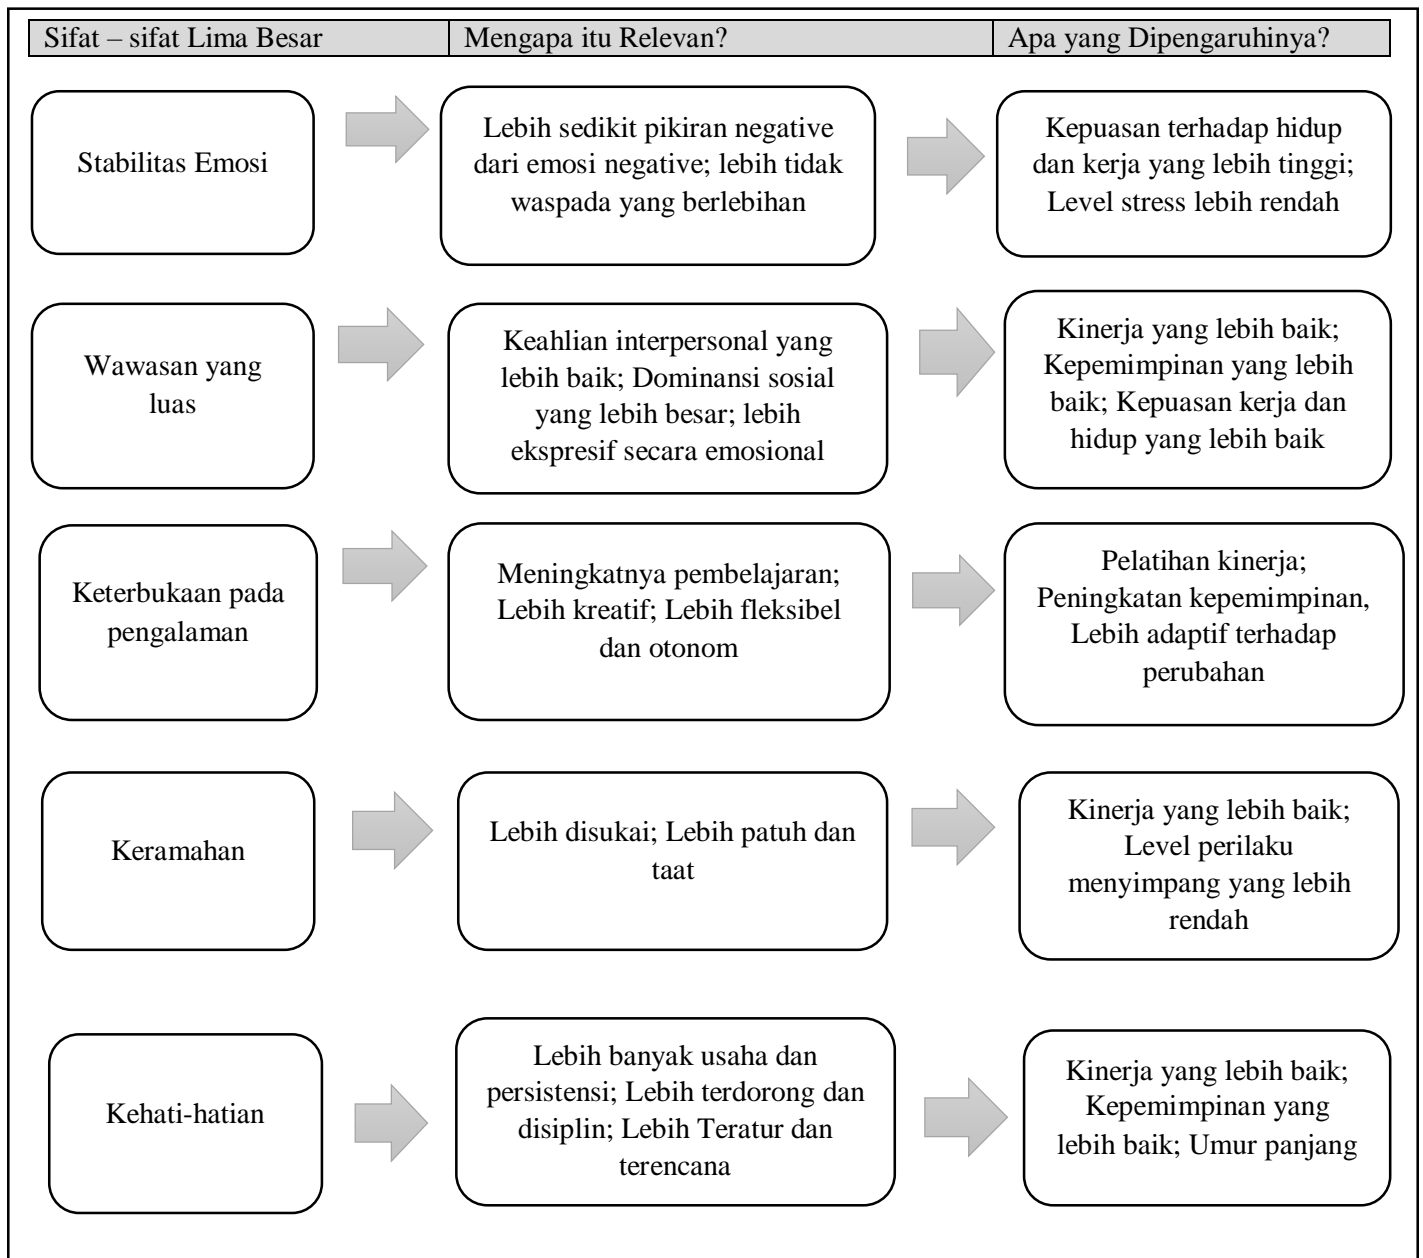 Sifat – sifat Lima Besar
Mengapa itu Relevan?
Apa yang Dipengaruhinya?
Stabilitas Emosi
Lebih sedikit pikiran negative
dari emosi negative; lebih tidak
waspada yang berlebihan
Kepuasan terhadap hidup
dan kerja yang lebih tinggi;
Level stress lebih rendah
Wawasan yang
luas
Keahlian interpersonal yang
lebih baik; Dominansi sosial
yang lebih besar; lebih
ekspresif secara emosional
Kinerja yang lebih baik;
Kepemimpinan yang lebih
baik; Kepuasan kerja dan
hidup yang lebih baik
Keterbukaan pada
pengalaman
Meningkatnya pembelajaran;
Lebih kreatif; Lebih fleksibel
dan otonom
Pelatihan kinerja;
Peningkatan kepemimpinan,
Lebih adaptif terhadap
perubahan
Keramahan
Lebih disukai; Lebih patuh dan
taat
Kinerja yang lebih baik;
Level perilaku
menyimpang yang lebih
rendah
Kehati-hatian
Lebih banyak usaha dan
persistensi; Lebih terdorong dan
disiplin; Lebih Teratur dan
terencana
Kinerja yang lebih baik;
Kepemimpinan yang
lebih baik; Umur panjang